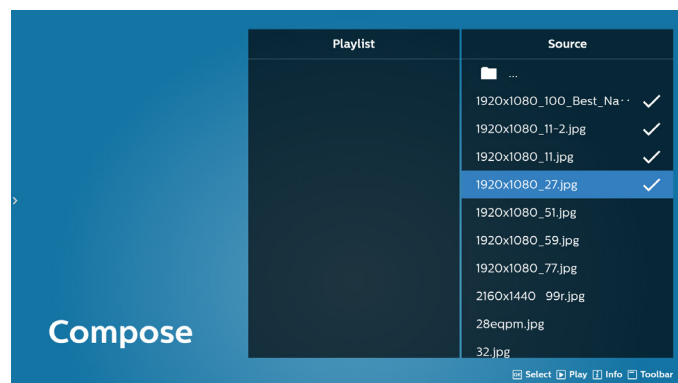 Playlist
Source
...
1920x1080_100_Best_Na··
1920x1080_11-2.jpg
1920x1080_11.jpg
1920x1080_27.jpg
1920x1080_51.jpg
1920x1080_59.jpg
1920x1080_77.jpg
2160x1440 99r.jpg
28eqpm.jpg
32.jpg
Compose
OK Select Play i Info Toolbar